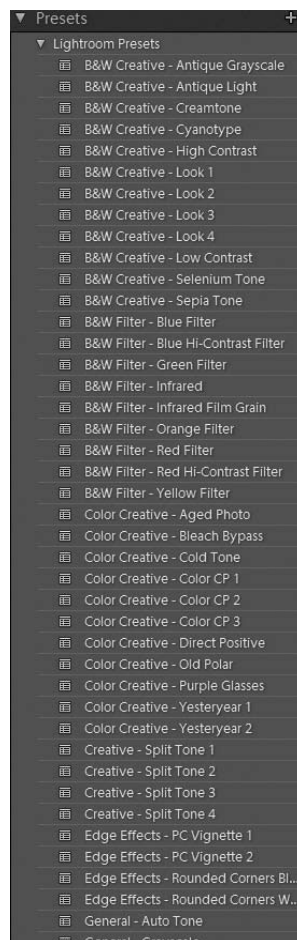 Presets +
Lightroom Presets
B&W Creative - Antique Grayscale
B&W Creative - Antique Light
B&W Creative - Creamtone
B&W Creative - Cyanotype
B&W Creative - High Contrast
B&W Creative - Look 1
B&W Creative - Look 2
B&W Creative - Look 3
B&W Creative - Look 4
B&W Creative - Low Contrast
B&W Creative - Selenium Tone
B&W Creative - Sepia Tone
B&W Filter - Blue Filter
B&W Filter - Blue Hi-Contrast Filter
B&W Filter - Green Filter
B&W Filter - Infrared
B&W Filter - Infrared Film Grain
B&W Filter - Orange Filter
B&W Filter - Red Filter
B&W Filter - Red Hi-Contrast Filter
B&W Filter - Yellow Filter
Color Creative - Aged Photo
Color Creative - Bleach Bypass
Color Creative - Cold Tone
Color Creative - Color CP 1
Color Creative - Color CP 2
Color Creative - Color CP 3
Color Creative - Direct Positive
Color Creative - Old Polar
Color Creative - Purple Glasses
Color Creative - Yesteryear 1
Color Creative - Yesteryear 2
Creative - Split Tone 1
Creative - Split Tone 2
Creative - Split Tone 3
Creative - Split Tone 4
Edge Effects - PC Vignette 1
Edge Effects - PC Vignette 2
Edge Effects - Rounded Corners Bl...
Edge Effects - Rounded Corners W...
General - Auto Tone